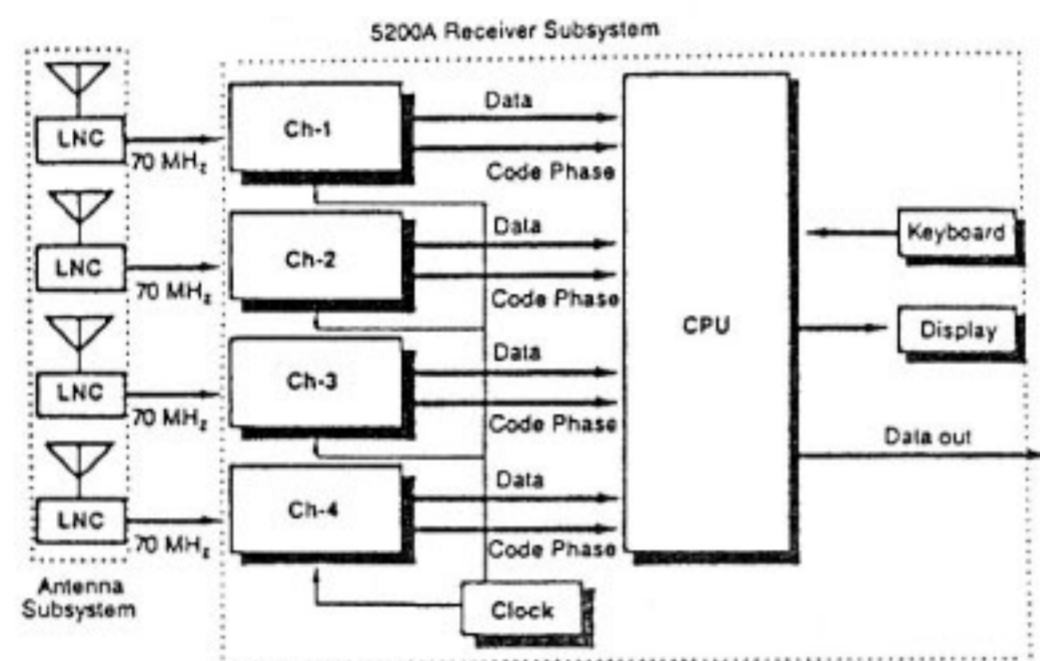 5200A Receiver Subsystem
LNC
70 MHz
Ch-1
Data
Code Phase
LNC
70 MHz
Ch-2
Data
Code Phase
LNC
70 MHz
Ch-3
Data
Code Phase
LNC
70 MHz
Ch-4
Data
Code Phase
CPU
Keyboard
Display
Data out
Clock
Antenna
Subsystem